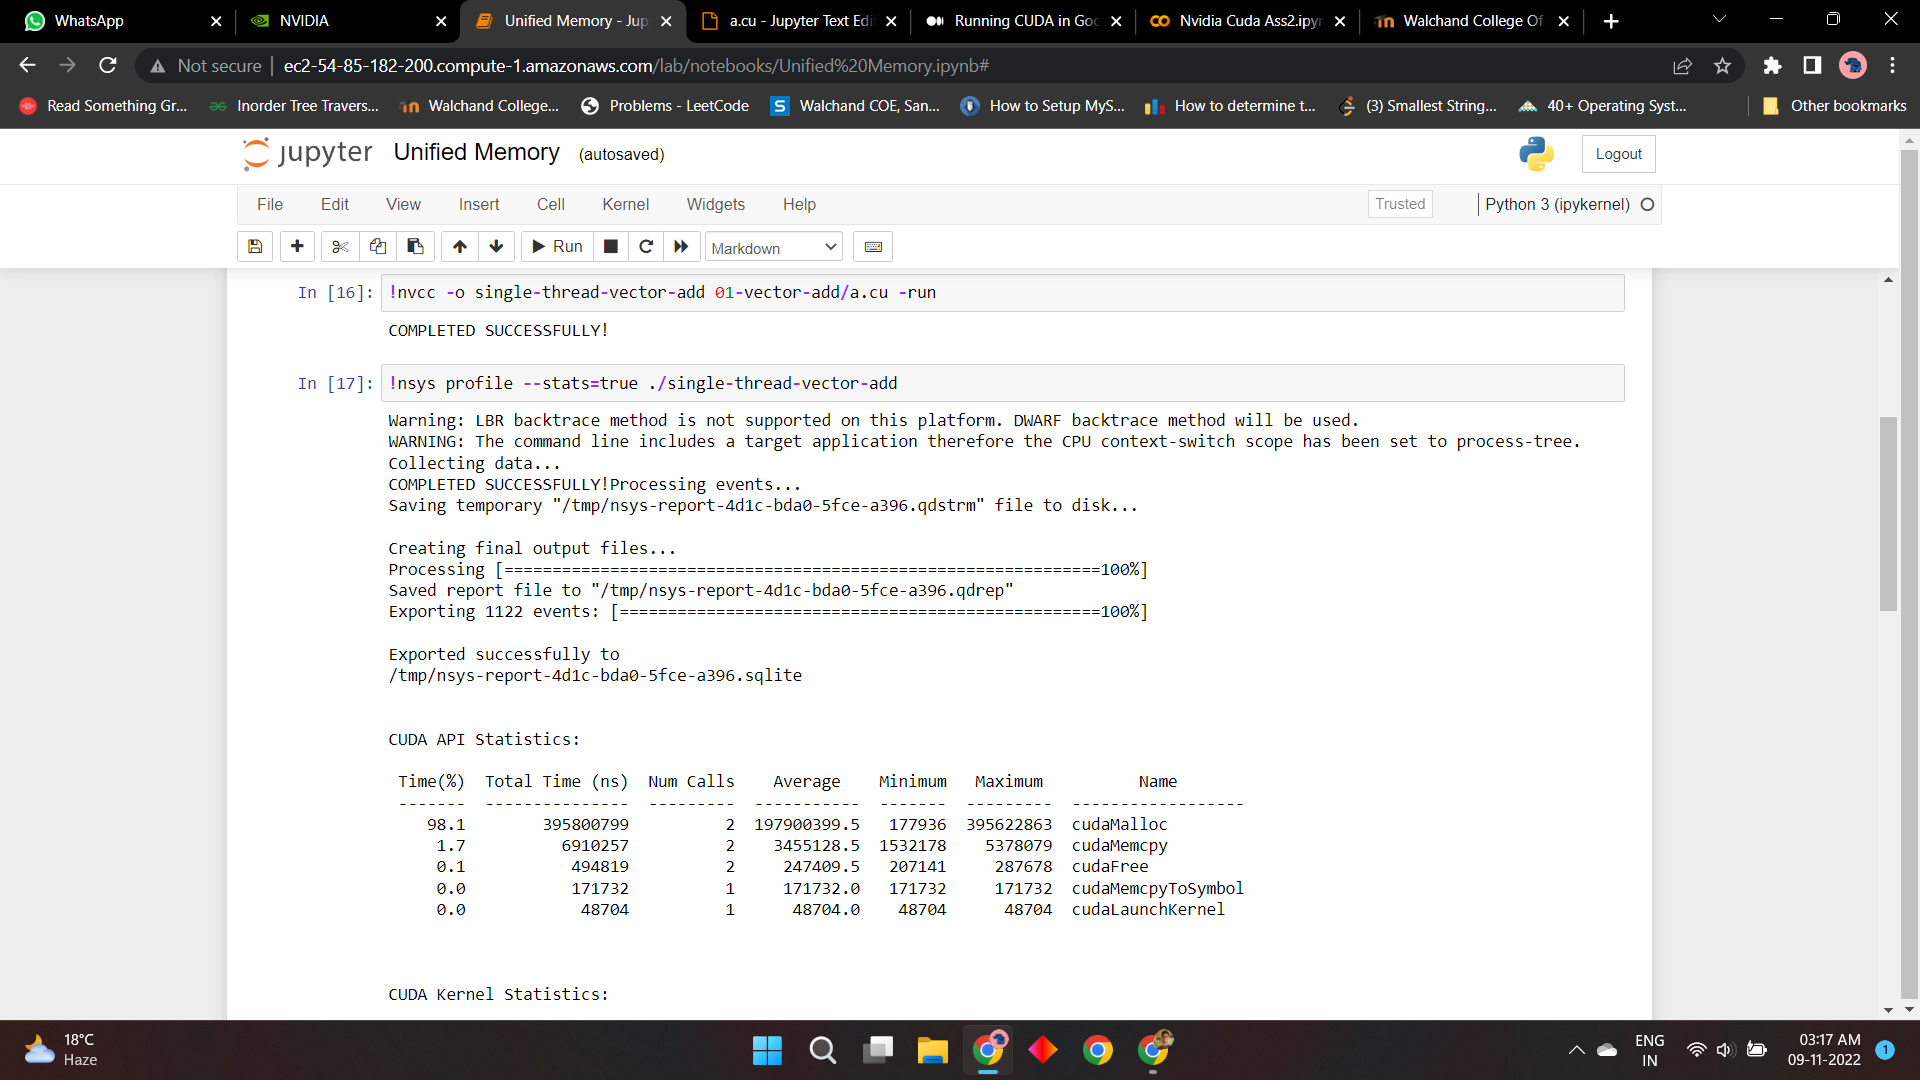 WhatsApp
NVIDIA
Unified Memory - Jup
a.cu - Jupyter Text Edi
Running CUDA in Goo
Nvidia Cuda Ass2.ipyn
Walchand College Of
Not secure | ec2-54-85-182-200.compute-1.amazonaws.com/lab/notebooks/Unified%20Memory.ipynb#
Read Something Gr...
Inorder Tree Travers...
Walchand College...
Problems - LeetCode
Walchand COE, San...
How to Setup MyS...
How to determine t...
(3) Smallest String...
40+ Operating Syst...
Other bookmarks
jupyter Unified Memory (autosaved)
Logout
File Edit View Insert Cell Kernel Widgets Help
Trusted
Python 3 (ipykernel)
Run
Markdown
In [16]: !nvcc -o single-thread-vector-add 01-vector-add/a.cu -run
COMPLETED SUCCESSFULLY!
In [17]: !nsys profile --stats=true ./single-thread-vector-add
Warning: LBR backtrace method is not supported on this platform. DWARF backtrace method will be used.
WARNING: The command line includes a target application therefore the CPU context-switch scope has been set to process-tree.
Collecting data...
COMPLETED SUCCESSFULLY!Processing events...
Saving temporary "/tmp/nsys-report-4d1c-bda0-5fce-a396.qdstrm" file to disk...
Creating final output files...
Processing [==============================================================100%]
Saved report file to "/tmp/nsys-report-4d1c-bda0-5fce-a396.qdrep"
Exporting 1122 events: [==================================================100%]
Exported successfully to
/tmp/nsys-report-4d1c-bda0-5fce-a396.sqlite
CUDA API Statistics:
Time(%) Total Time (ns) Num Calls Average Minimum Maximum Name
------- --------------- --------- ----------- ------- --------- ------------------
98.1 395800799 2 197900399.5 177936 395622863 cudaMalloc
1.7 6910257 2 3455128.5 1532178 5378079 cudaMemcpy
0.1 494819 2 247409.5 207141 287678 cudaFree
0.0 171732 1 171732.0 171732 171732 cudaMemcpyToSymbol
0.0 48704 1 48704.0 48704 48704 cudaLaunchKernel
CUDA Kernel Statistics:
18°C
Haze
ENG
IN
03:17 AM
09-11-2022
1